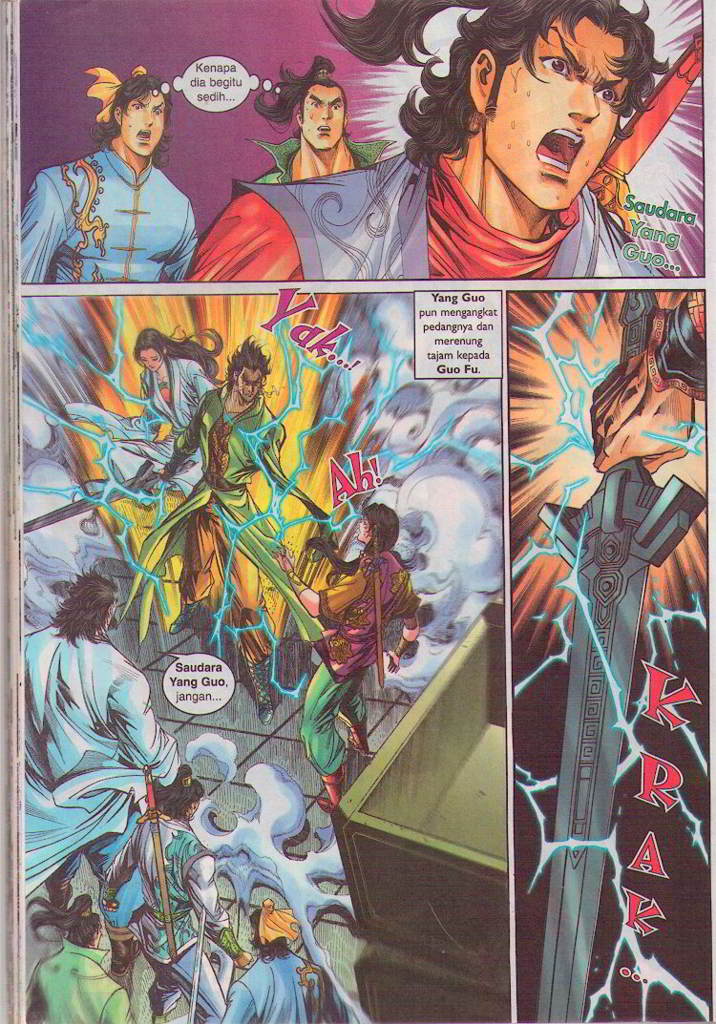 Kenapa
dia begitu
sedih...
Saudara
Yang
Guo...
Yak...!
Yang Guo
pun mengangkat
pedangnya dan
merenung
tajam kepada
Guo Fu.
Ah!
Saudara
Yang Guo,
jangan...
KRAK...